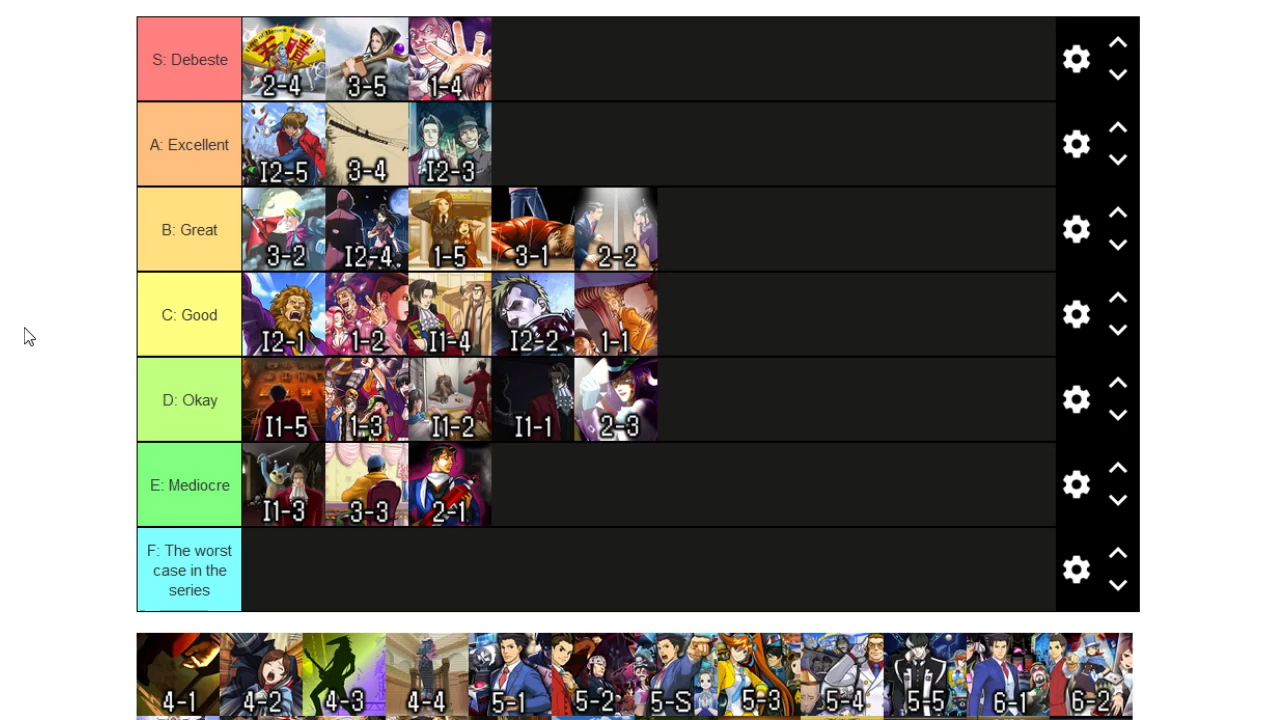 S: Debeste
2-4
3-5
1-4
A: Excellent
I2-5
3-4
I2-3
B: Great
3-2
I2-4
1-5
3-1
2-2
C: Good
I2-1
1-2
I1-4
I2-2
1-1
D: Okay
I1-5
1-3
I1-2
I1-1
2-3
E: Mediocre
I1-3
3-3
2-1
F: The worst
case in the
series
4-1
4-2
4-3
4-4
5-1
5-2
5-S
5-3
5-4
5-5
6-1
6-2